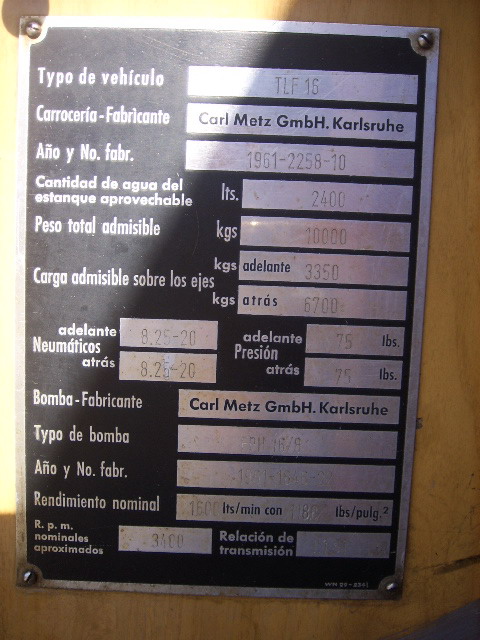 Typo de vehículo TLF 16
Carrocería-Fabricante Carl Metz GmbH. Karlsruhe
Año y No. fabr. 1961-2258-10
Cantidad de agua del
estanque aprovechable lts. 2400
Peso total admisible kgs 10000
Carga admisible sobre los ejes kgs adelante 3350
kgs atrás 6700
Neumáticos adelante 8.25-20 Presión adelante 75 lbs.
atrás 8.25-20 atrás 75 lbs.
Bomba-Fabricante Carl Metz GmbH. Karlsruhe
Typo de bomba
Año y No. fabr.
Rendimiento nominal 1600 lts/min con lbs/pulg.²
R. p. m.
nominales
aproximados 3400 Relación de
transmisión